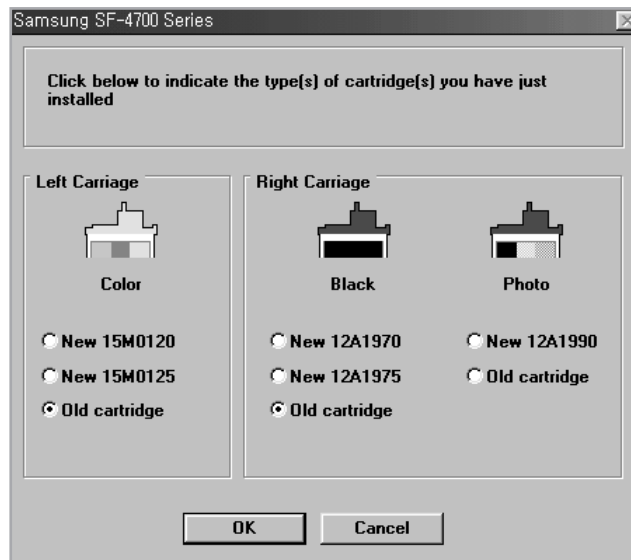 Samsung SF-4700 Series
Click below to indicate the type(s) of cartridge(s) you have just
installed
Left Carriage
Color
New 15M0120
New 15M0125
Old cartridge
Right Carriage
Black
New 12A1970
New 12A1975
Old cartridge
Photo
New 12A1990
Old cartridge
OK
Cancel